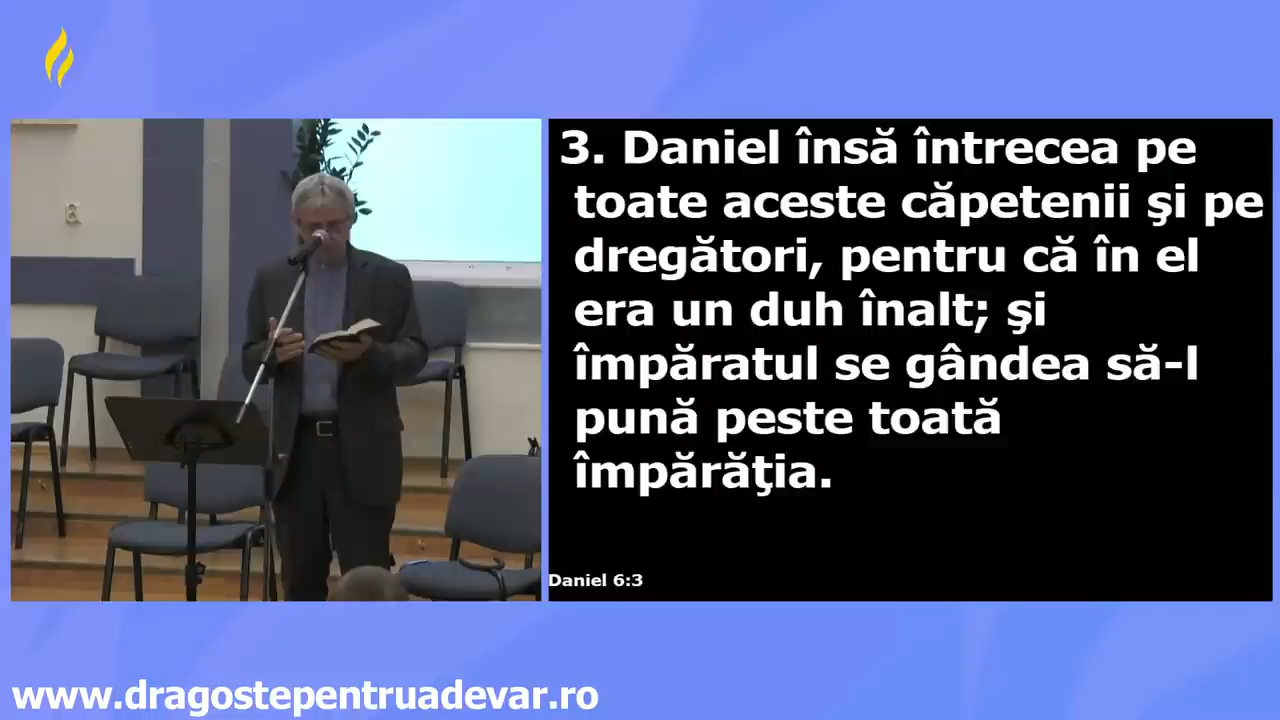 3. Daniel însă întrecea pe
toate aceste căpetenii şi pe
dregători, pentru că în el
era un duh înalt; şi
împăratul se gândea să-l
pună peste toată
împărăţia.
Daniel 6:3
www.dragostepentruadevar.ro